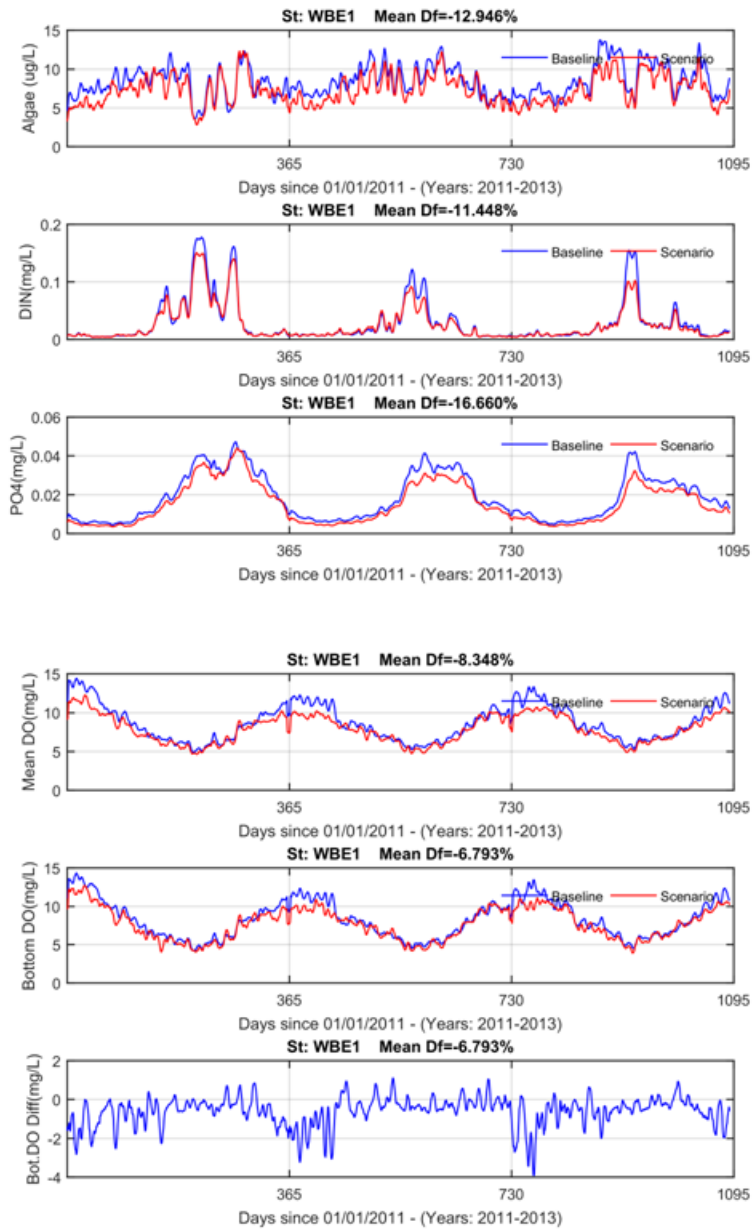 St: WBE1 Mean Df=-12.946%
15
10
5
0
Algae (ug/L)
Baseline Scenario
365 730 1095
Days since 01/01/2011 - (Years: 2011-2013)
St: WBE1 Mean Df=-11.448%
0.2
0.1
0
DIN(mg/L)
Baseline Scenario
365 730 1095
Days since 01/01/2011 - (Years: 2011-2013)
St: WBE1 Mean Df=-16.660%
0.06
0.04
0.02
0
PO4(mg/L)
Baseline Scenario
365 730 1095
Days since 01/01/2011 - (Years: 2011-2013)
St: WBE1 Mean Df=-8.348%
15
10
5
0
Mean DO(mg/L)
Baseline Scenario
365 730 1095
Days since 01/01/2011 - (Years: 2011-2013)
St: WBE1 Mean Df=-6.793%
15
10
5
0
Bottom DO(mg/L)
Baseline Scenario
365 730 1095
Days since 01/01/2011 - (Years: 2011-2013)
St: WBE1 Mean Df=-6.793%
2
0
-2
-4
Bot.DO Diff(mg/L)
365 730 1095
Days since 01/01/2011 - (Years: 2011-2013)